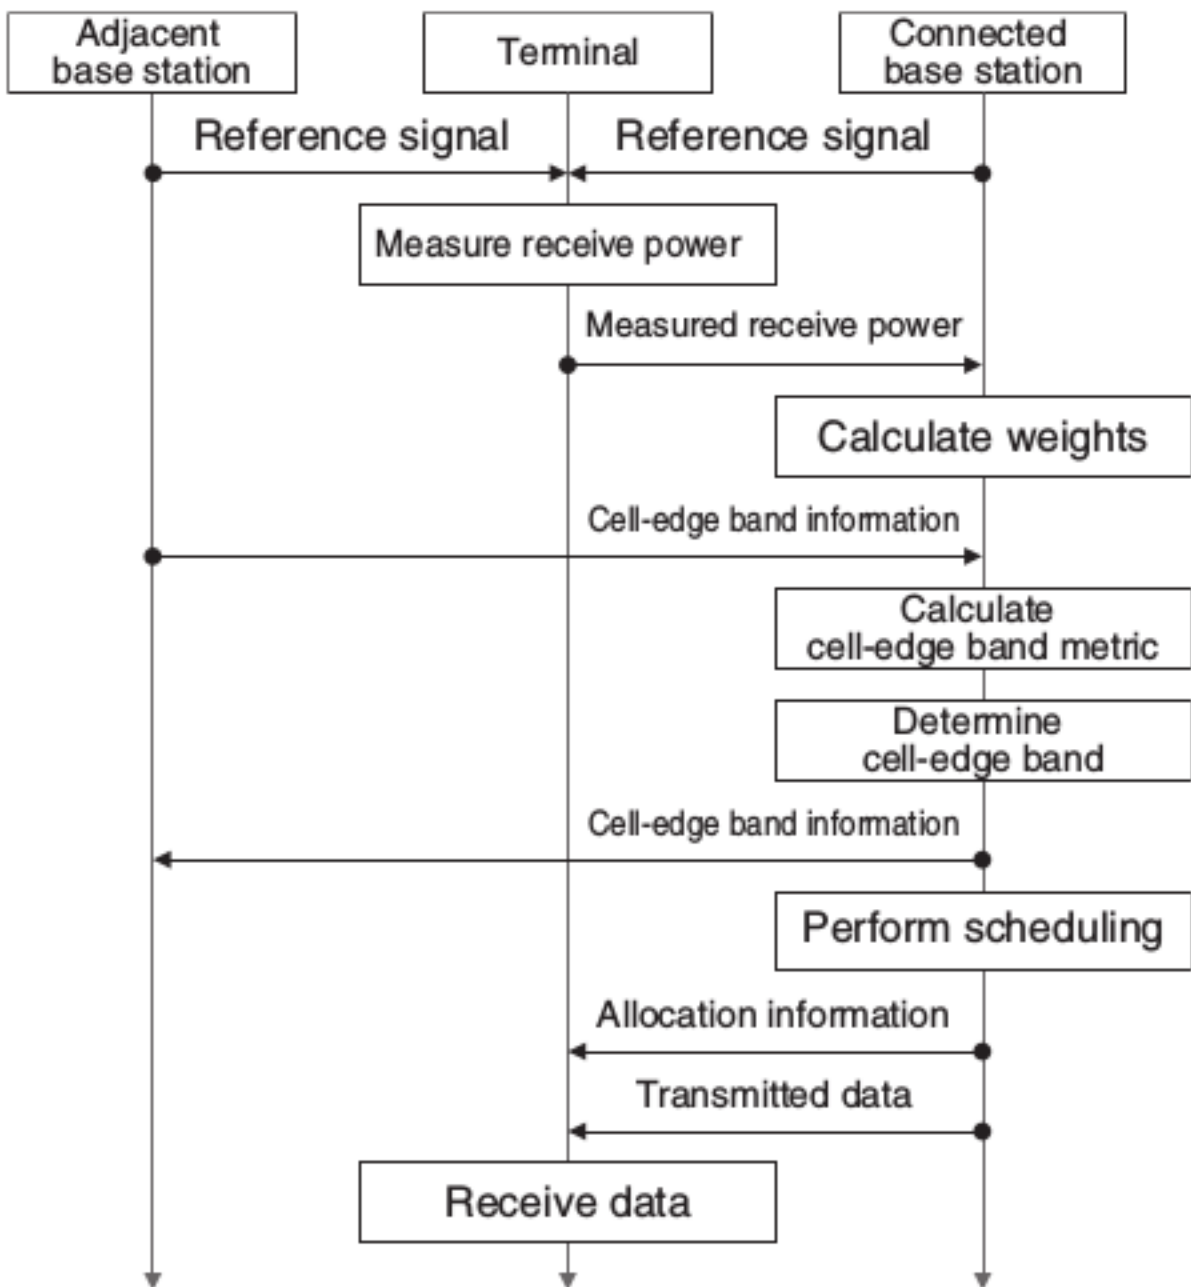 Adjacent
base station
Terminal
Connected
base station
Reference signal
Reference signal
Measure receive power
Measured receive power
Calculate weights
Cell-edge band information
Calculate
cell-edge band metric
Determine
cell-edge band
Cell-edge band information
Perform scheduling
Allocation information
Transmitted data
Receive data